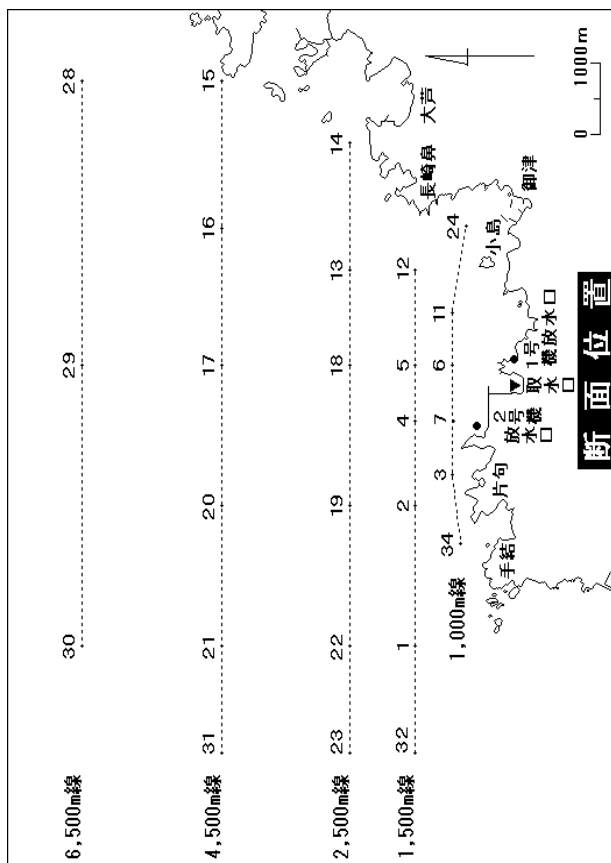 6,500m線 30 29 28
4,500m線 31 21 20 17 16 15
2,500m線 23 22 19 18 13 14
1,500m線 32 1 2 4 5 12
1,000m線 34 3 7 6 11 24
長崎鼻
大芦
小島
御津
手結
片句
2号機
放水口
取水口
1号機放水口
断面位置
0 1000m